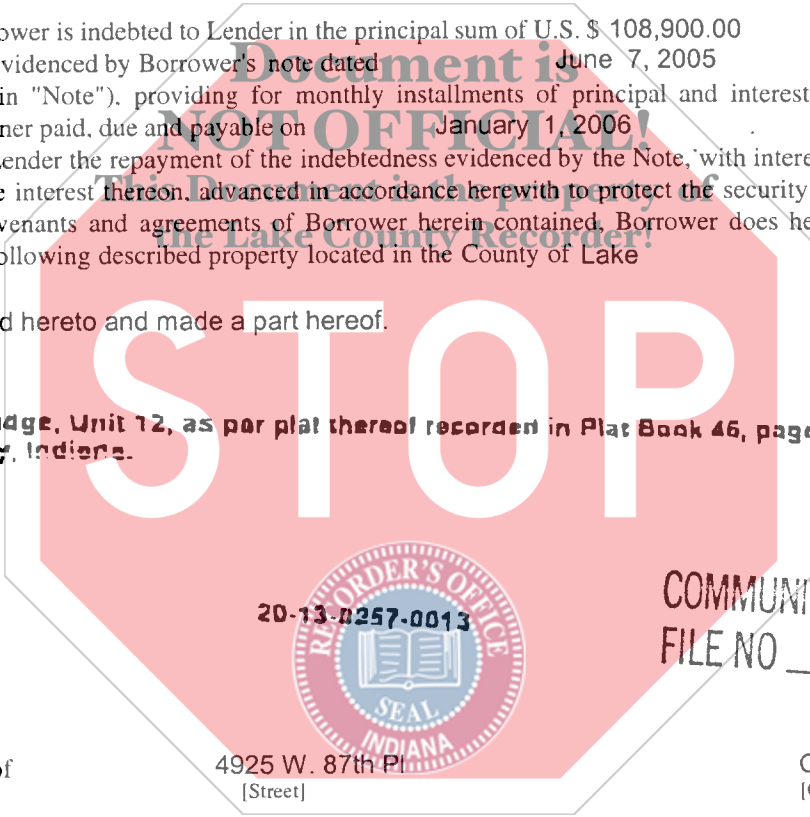 ower is indebted to Lender in the principal sum of U.S. $ 108,900.00
videnced by Borrower's note dated June 7, 2005
in "Note"), providing for monthly installments of principal and interest
ner paid, due and payable on January 1, 2006
ender the repayment of the indebtedness evidenced by the Note, with intere
e interest thereon, advanced in accordance herewith to protect the security
venants and agreements of Borrower herein contained, Borrower does he
ollowing described property located in the County of Lake
Document is
NOT OFFICIAL!
This Document is the property of
the Lake County Recorder!
d hereto and made a part hereof.
STOP
dge, Unit 12, as per plat thereof recorded in Plat Book 46, page
, Indiana.
RECORDER'S OFFICE
SEAL
INDIANA
20-13-0257-0013
COMMUNI
FILE NO
of 4925 W. 87th Pl
[Street]